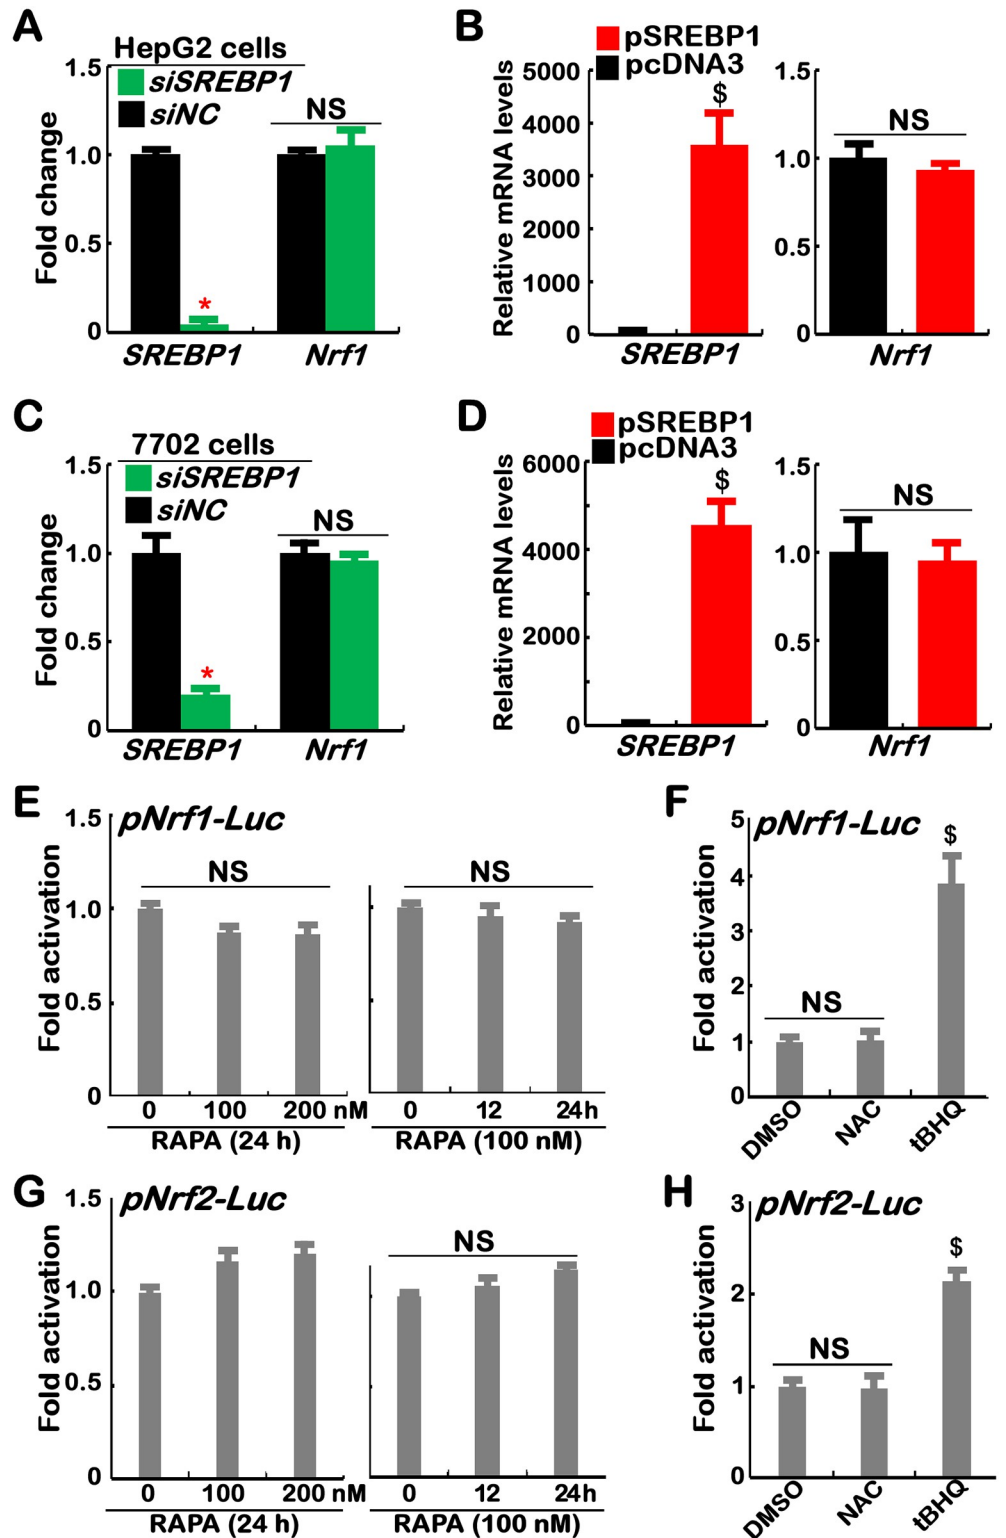 A
HepG2 cells
siSREBP1
siNC
NS
*
Fold change
1.5
1.0
0.5
0
SREBP1
Nrf1
B
pSREBP1
pcDNA3
$
Relative mRNA levels
5000
4000
3000
2000
1000
0
SREBP1
NS
1.5
1.0
0.5
0
Nrf1
C
7702 cells
siSREBP1
siNC
NS
*
Fold change
1.5
1.0
0.5
0
SREBP1
Nrf1
D
pSREBP1
pcDNA3
$
Relative mRNA levels
6000
4000
2000
0
SREBP1
NS
1.5
1.0
0.5
0
Nrf1
E
pNrf1-Luc
NS
NS
Fold activation
1.5
1.0
0.5
0
0 100 200 nM
RAPA (24 h)
0 12 24h
RAPA (100 nM)
F
pNrf1-Luc
$
NS
Fold activation
5
4
3
2
1
0
DMSO
NAC
tBHQ
G
pNrf2-Luc
NS
Fold activation
1.5
1.0
0.5
0
0 100 200 nM
RAPA (24 h)
0 12 24h
RAPA (100 nM)
H
pNrf2-Luc
$
NS
Fold activation
3
2
1
0
DMSO
NAC
tBHQ